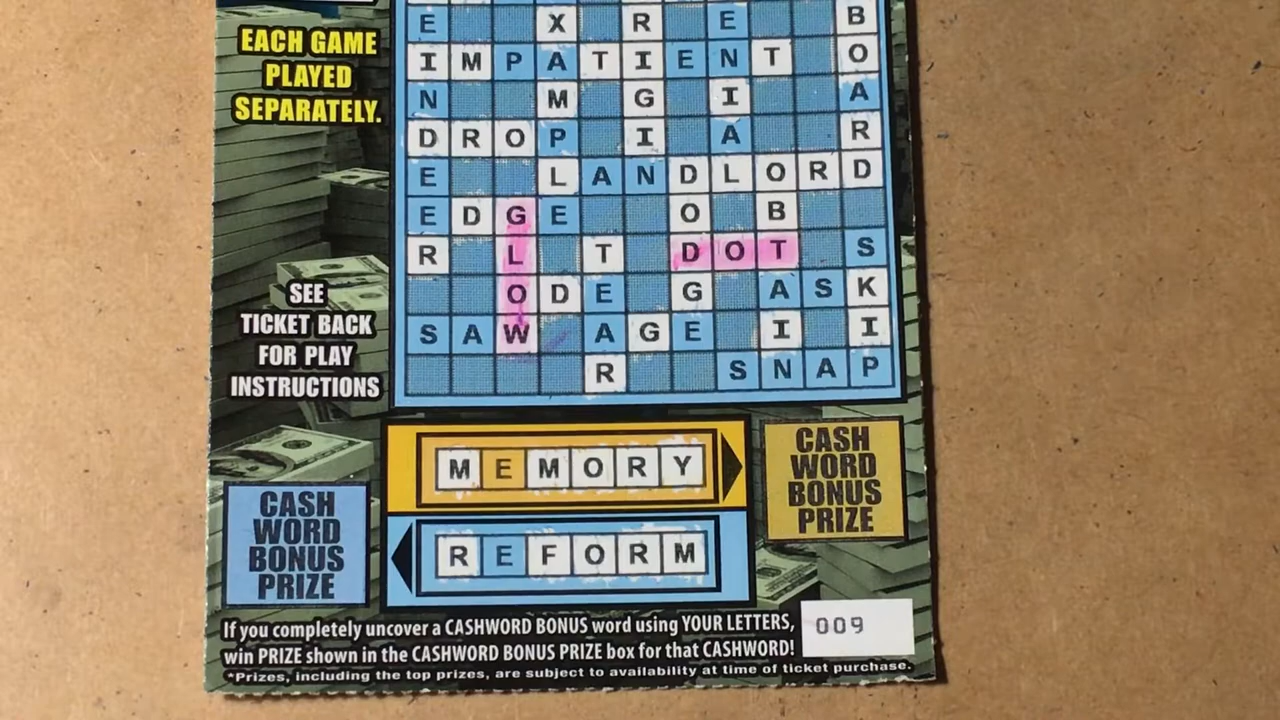 EACH GAME
PLAYED
SEPARATELY.
SEE
TICKET BACK
FOR PLAY
INSTRUCTIONS
E X R E B
I M P A T I E N T O
N M G I A
D R O P I A R
E L A N D L O R D
E D G E O B
R L T D O T S
O D E G A S K
S A W A G E I I
R S N A P
MEMORY
REFORM
CASH
WORD
BONUS
PRIZE
CASH
WORD
BONUS
PRIZE
If you completely uncover a CASHWORD BONUS word using YOUR LETTERS,
win PRIZE shown in the CASHWORD BONUS PRIZE box for that CASHWORD!
009
*Prizes, including the top prizes, are subject to availability at time of ticket purchase.